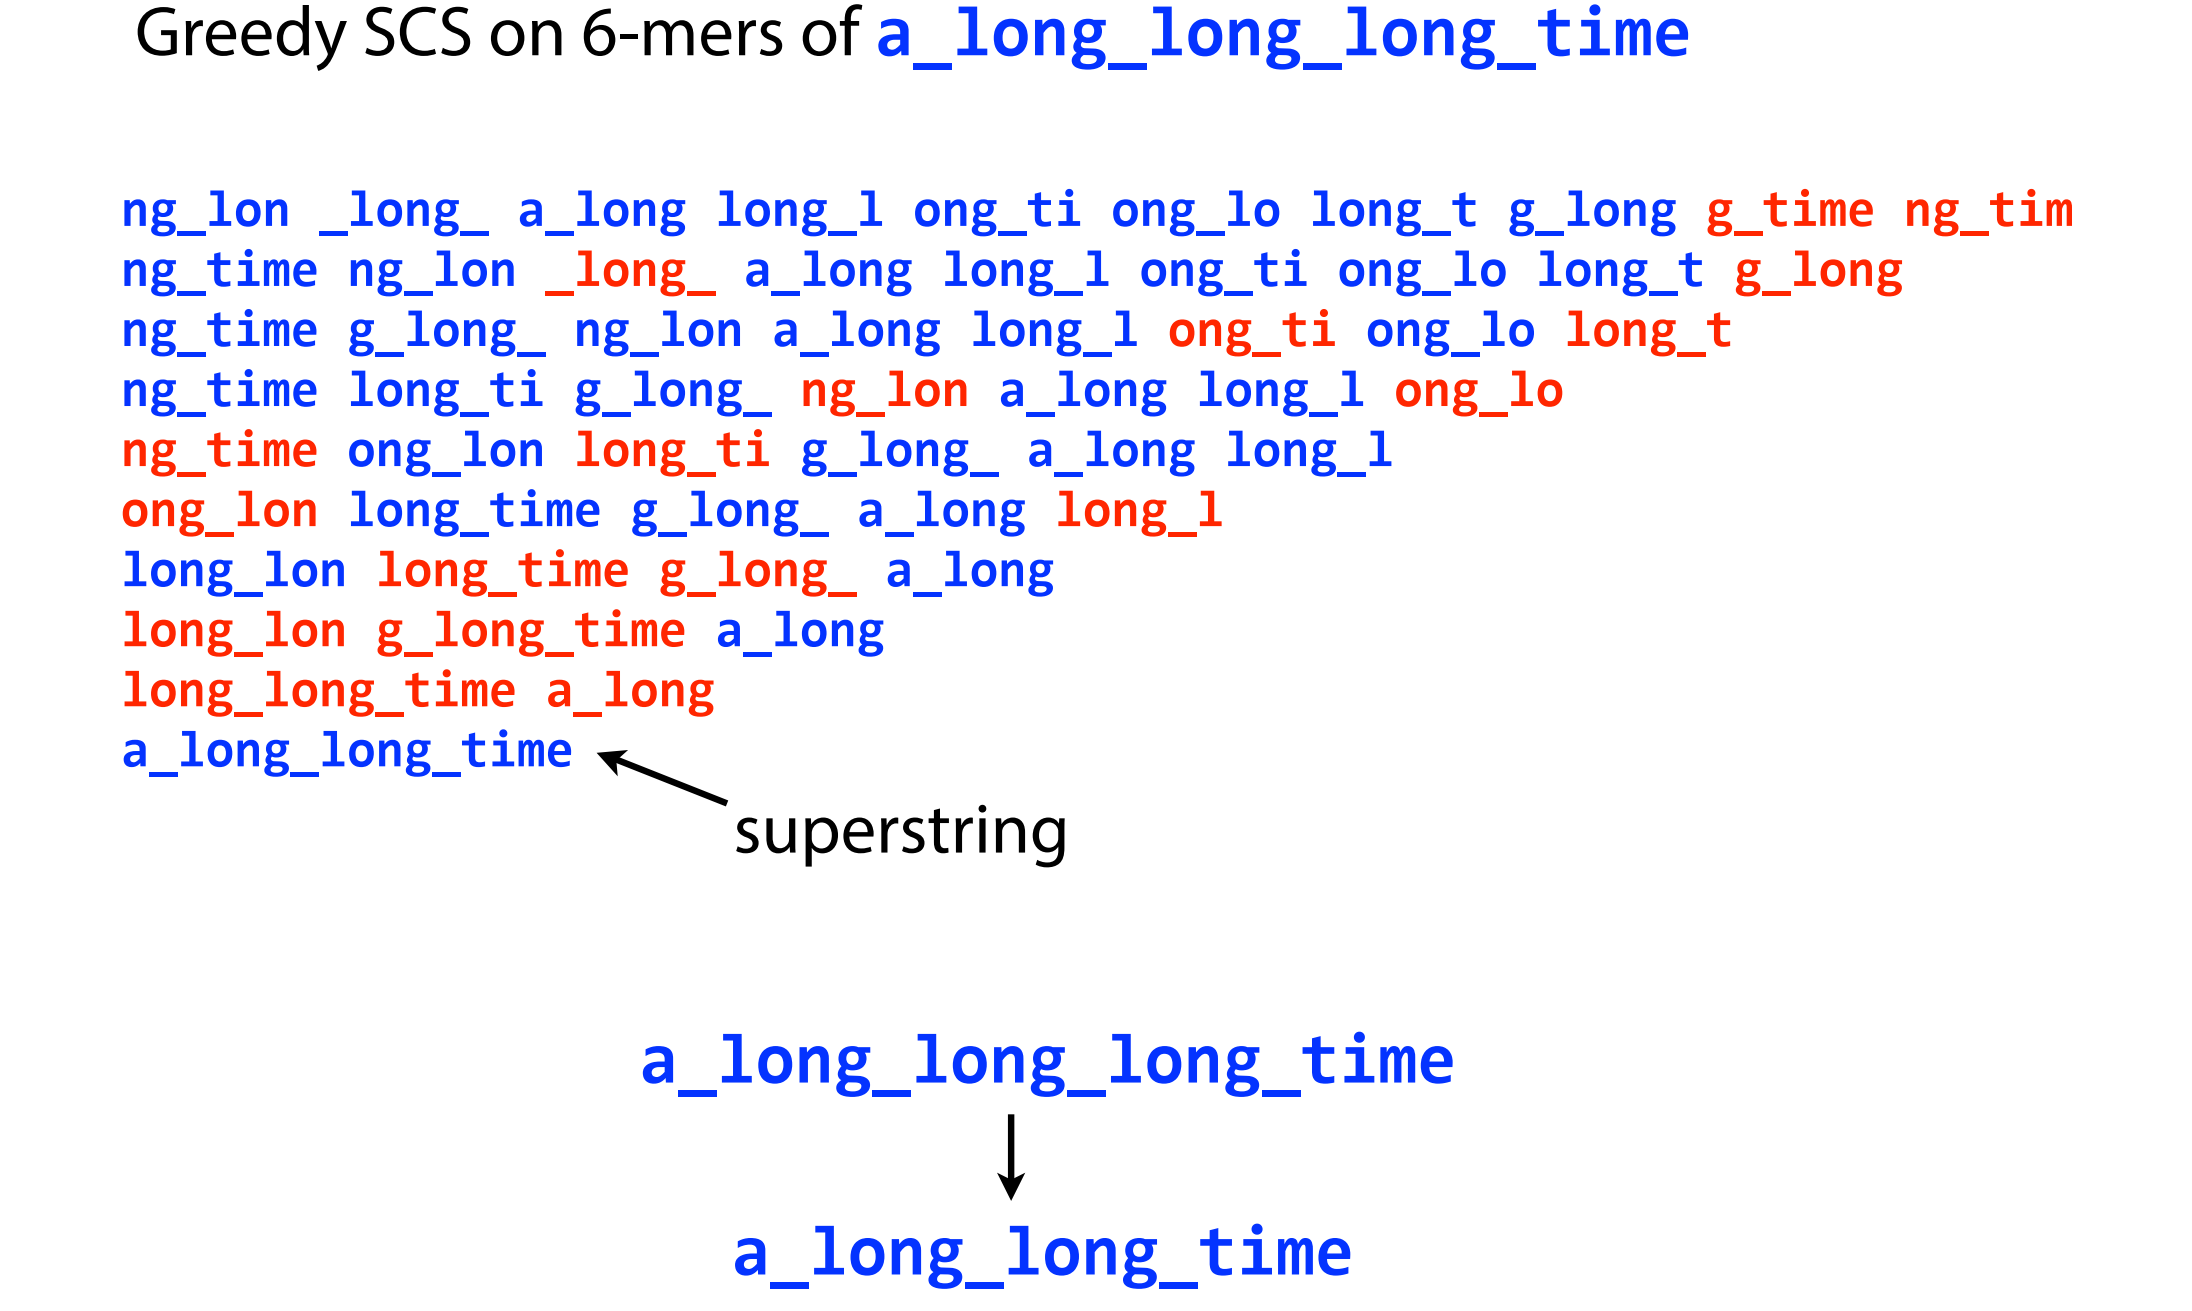 Greedy SCS on 6-mers of a_long_long_long_time
ng_lon _long_ a_long long_l ong_ti ong_lo long_t g_long g_time ng_tim
ng_time ng_lon _long_ a_long long_l ong_ti ong_lo long_t g_long
ng_time g_long_ ng_lon a_long long_l ong_ti ong_lo long_t
ng_time long_ti g_long_ ng_lon a_long long_l ong_lo
ng_time ong_lon long_ti g_long_ a_long long_l
ong_lon long_time g_long_ a_long long_l
long_lon long_time g_long_ a_long
long_lon g_long_time a_long
long_long_time a_long
a_long_long_time
superstring
a_long_long_long_time
a_long_long_time